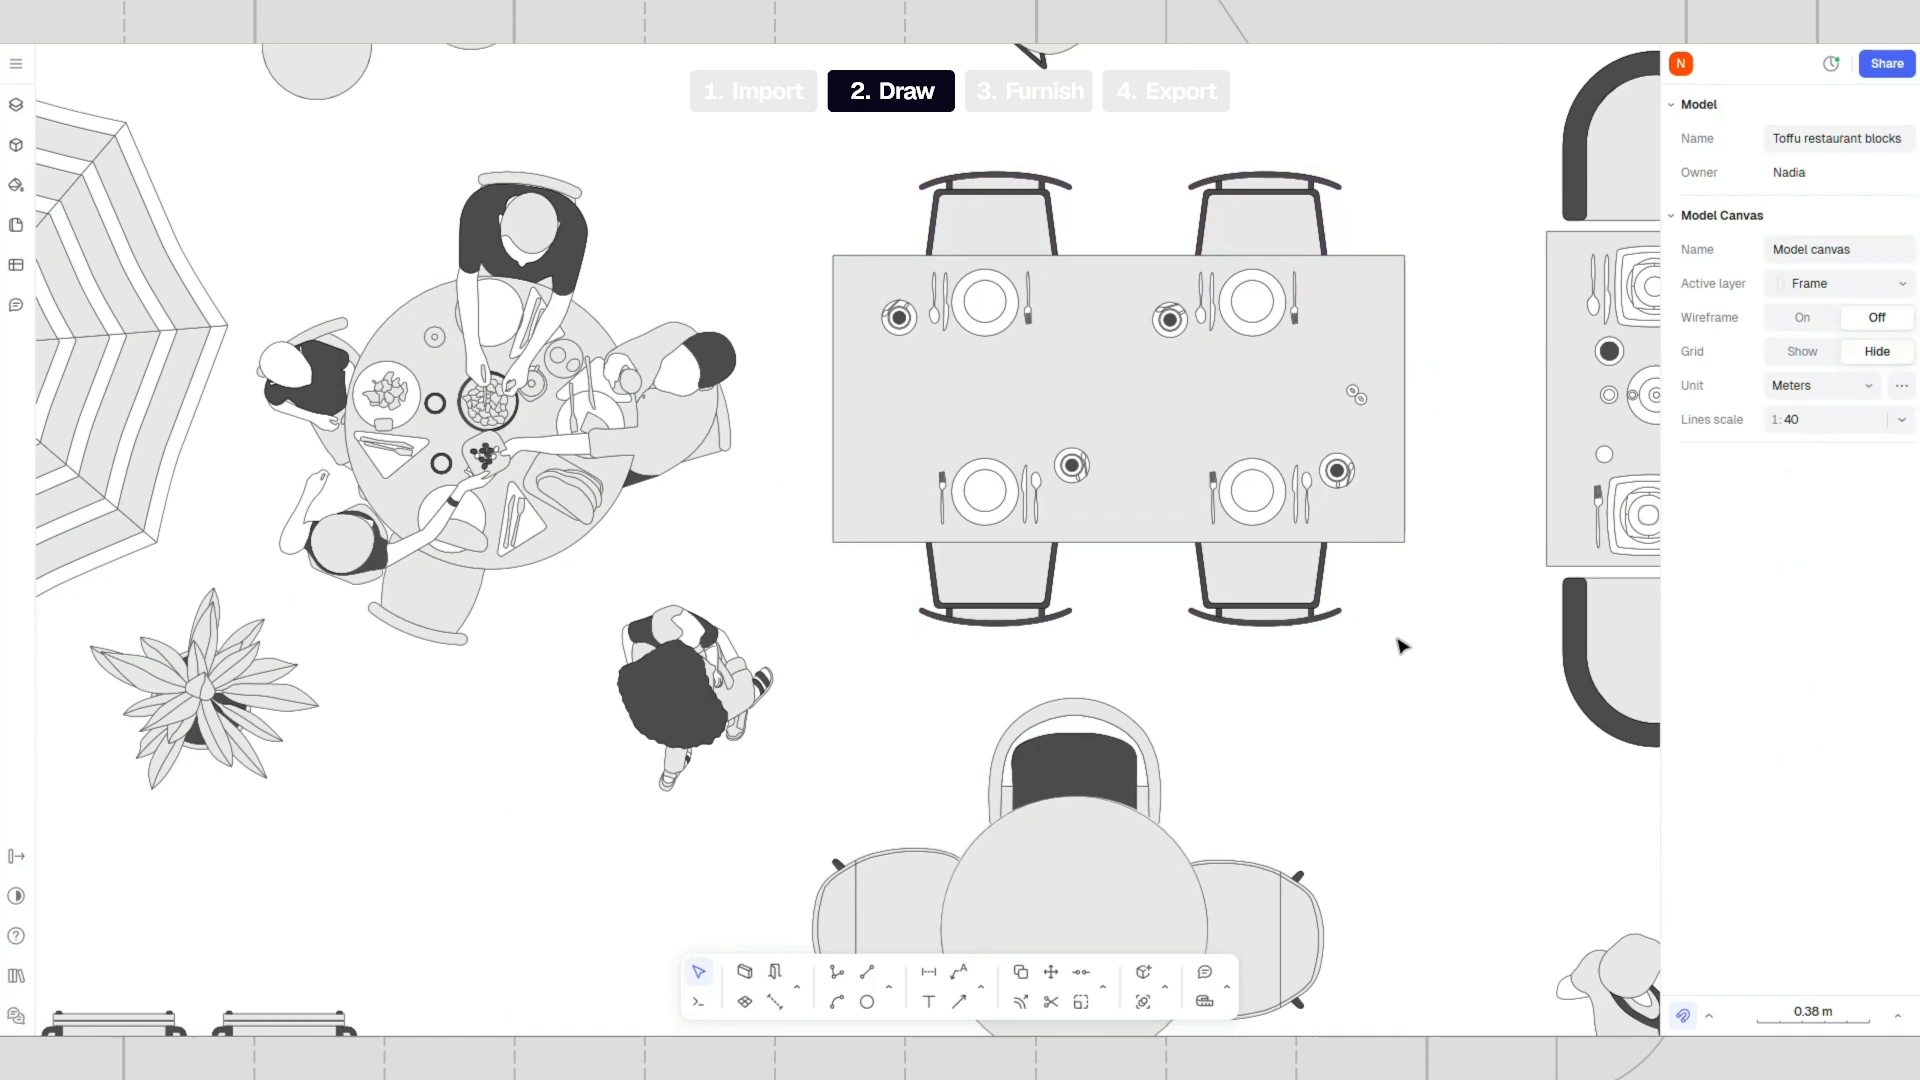 1. Import
2. Draw
3. Furnish
4. Export
N
Share
Model
Name
Toffu restaurant blocks
Owner
Nadia
Model Canvas
Name
Model canvas
Active layer
Frame
Wireframe
On
Off
Grid
Show
Hide
Unit
Meters
Lines scale
1: 40
0.38 m